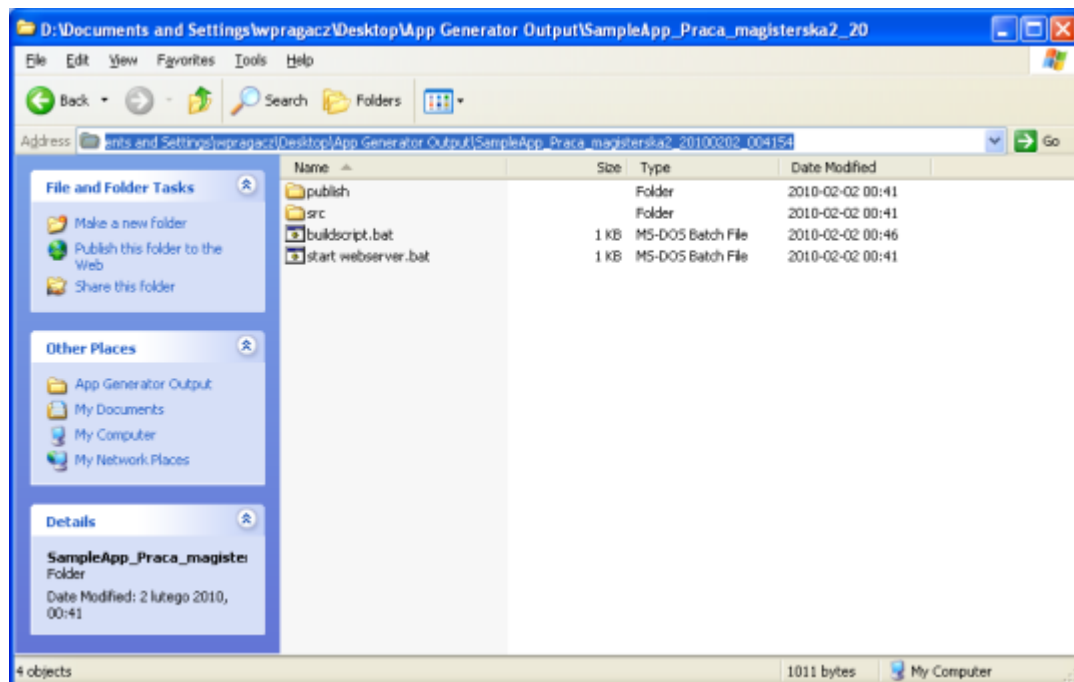 D:\Documents and Settings\wpragacz\Desktop\App Generator Output\SampleApp_Praca_magisterska2_20
File Edit View Favorites Tools Help
Back Search Folders
Address ents and Settings\wpragacz\Desktop\App Generator Output\SampleApp_Praca_magisterska2_20100202_004154 Go
Name Size Type Date Modified
publish Folder 2010-02-02 00:41
src Folder 2010-02-02 00:41
buildscript.bat 1 KB MS-DOS Batch File 2010-02-02 00:46
start webserver.bat 1 KB MS-DOS Batch File 2010-02-02 00:41
File and Folder Tasks
Make a new folder
Publish this folder to the
Web
Share this folder
Other Places
App Generator Output
My Documents
My Computer
My Network Places
Details
SampleApp_Praca_magiste
Folder
Date Modified: 2 lutego 2010,
00:41
4 objects 1011 bytes My Computer